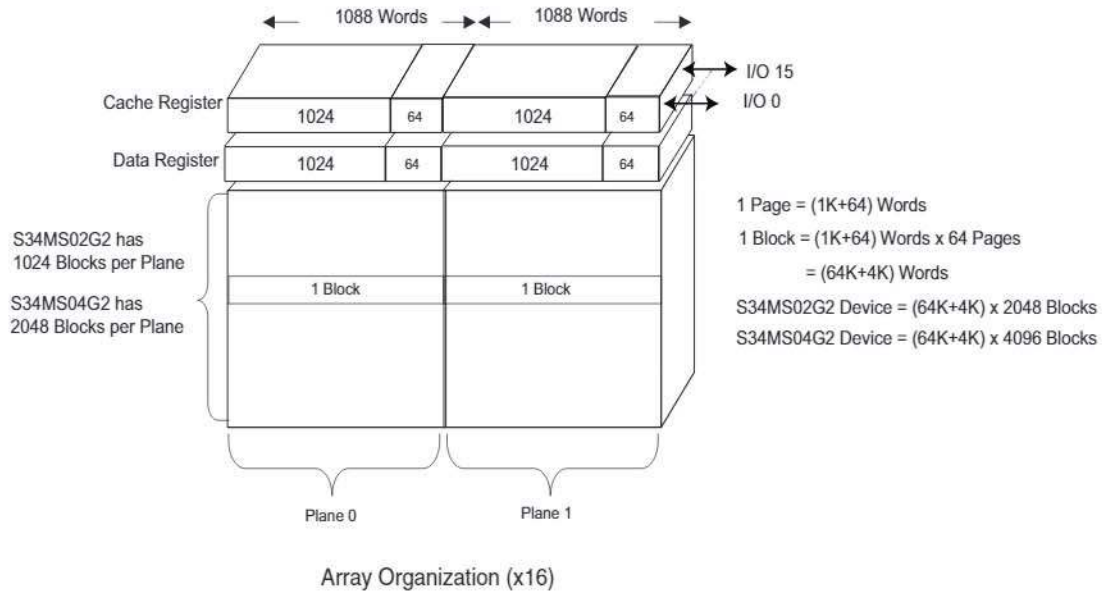 1088 Words 1088 Words
I/O 15
I/O 0
Cache Register 1024 64 1024 64
Data Register 1024 64 1024 64
1 Page = (1K+64) Words
1 Block = (1K+64) Words x 64 Pages
= (64K+4K) Words
S34MS02G2 Device = (64K+4K) x 2048 Blocks
S34MS04G2 Device = (64K+4K) x 4096 Blocks
S34MS02G2 has
1024 Blocks per Plane
S34MS04G2 has
2048 Blocks per Plane
1 Block 1 Block
Plane 0 Plane 1
Array Organization (x16)